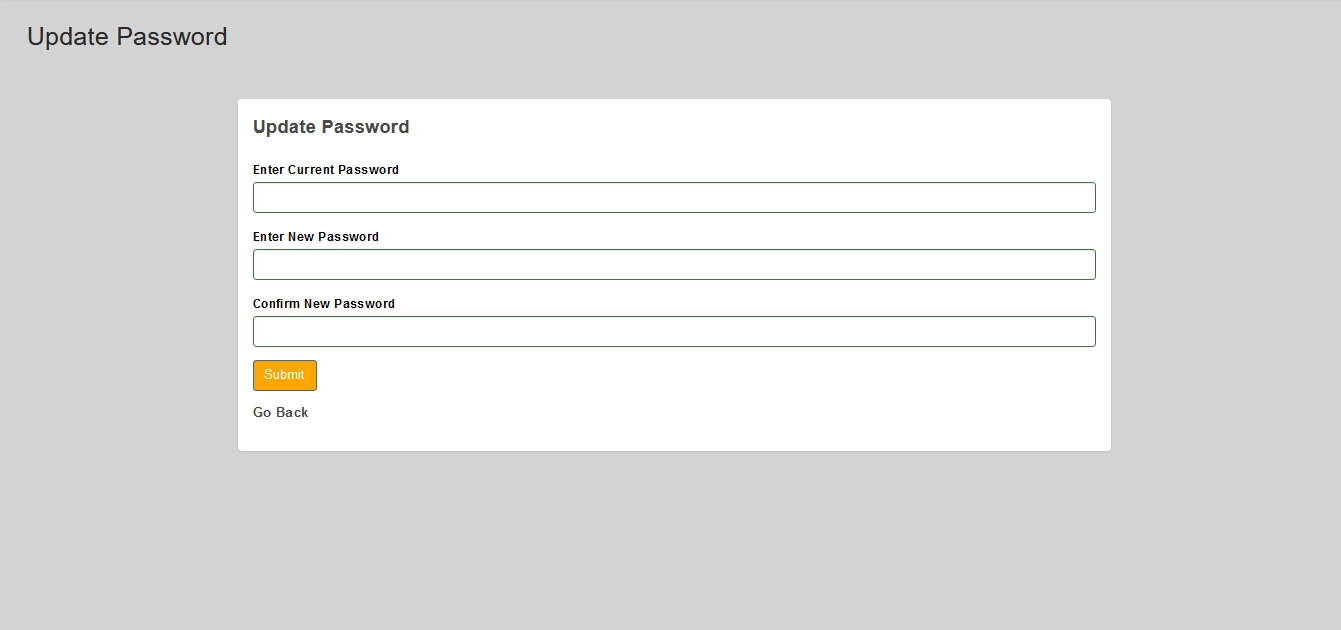 Update Password
Update Password
Enter Current Password
Enter New Password
Confirm New Password
Submit
Go Back